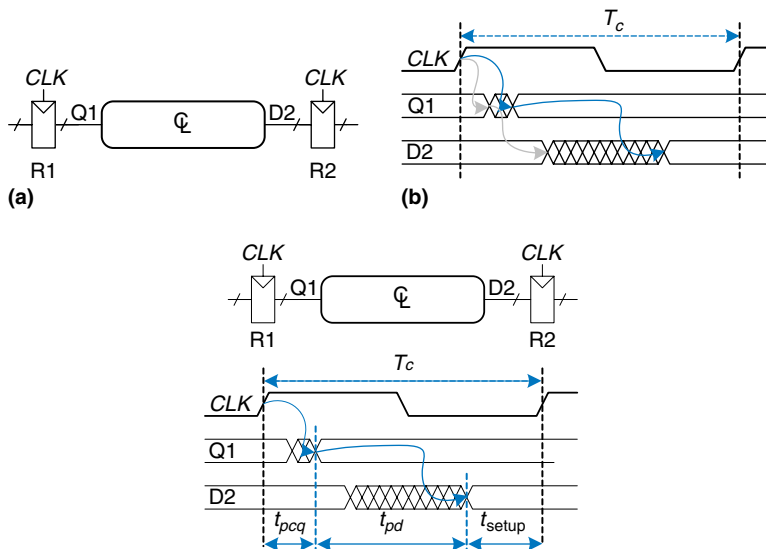 CLK CLK
Q1 CL D2
R1 R2
(a)
Tc
CLK
Q1
D2
(b)
CLK CLK
Q1 CL D2
R1 R2
Tc
CLK
Q1
D2
tpcq tpd tsetup